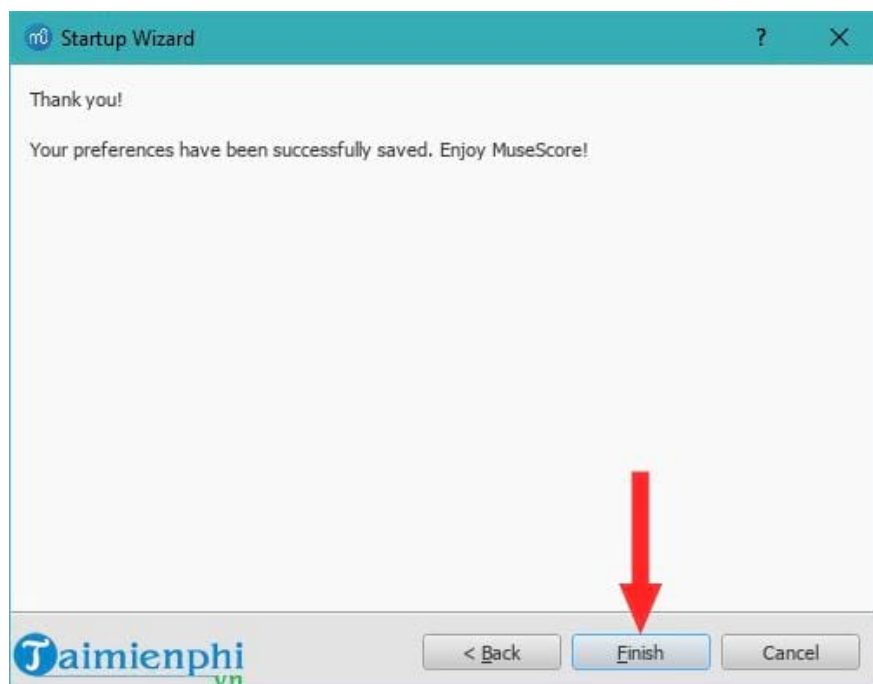 Startup Wizard
?
Thank you!
Your preferences have been successfully saved. Enjoy MuseScore!
< Back
Finish
Cancel
Taimienphi
vn